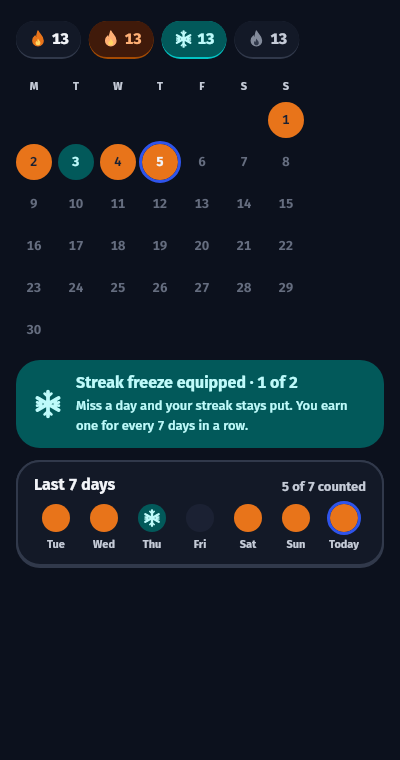 13 13 13 13
M T W T F S S
1
2 3 4 5 6 7 8
9 10 11 12 13 14 15
16 17 18 19 20 21 22
23 24 25 26 27 28 29
30
Streak freeze equipped · 1 of 2
Miss a day and your streak stays put. You earn
one for every 7 days in a row.
Last 7 days 5 of 7 counted
Tue Wed Thu Fri Sat Sun Today